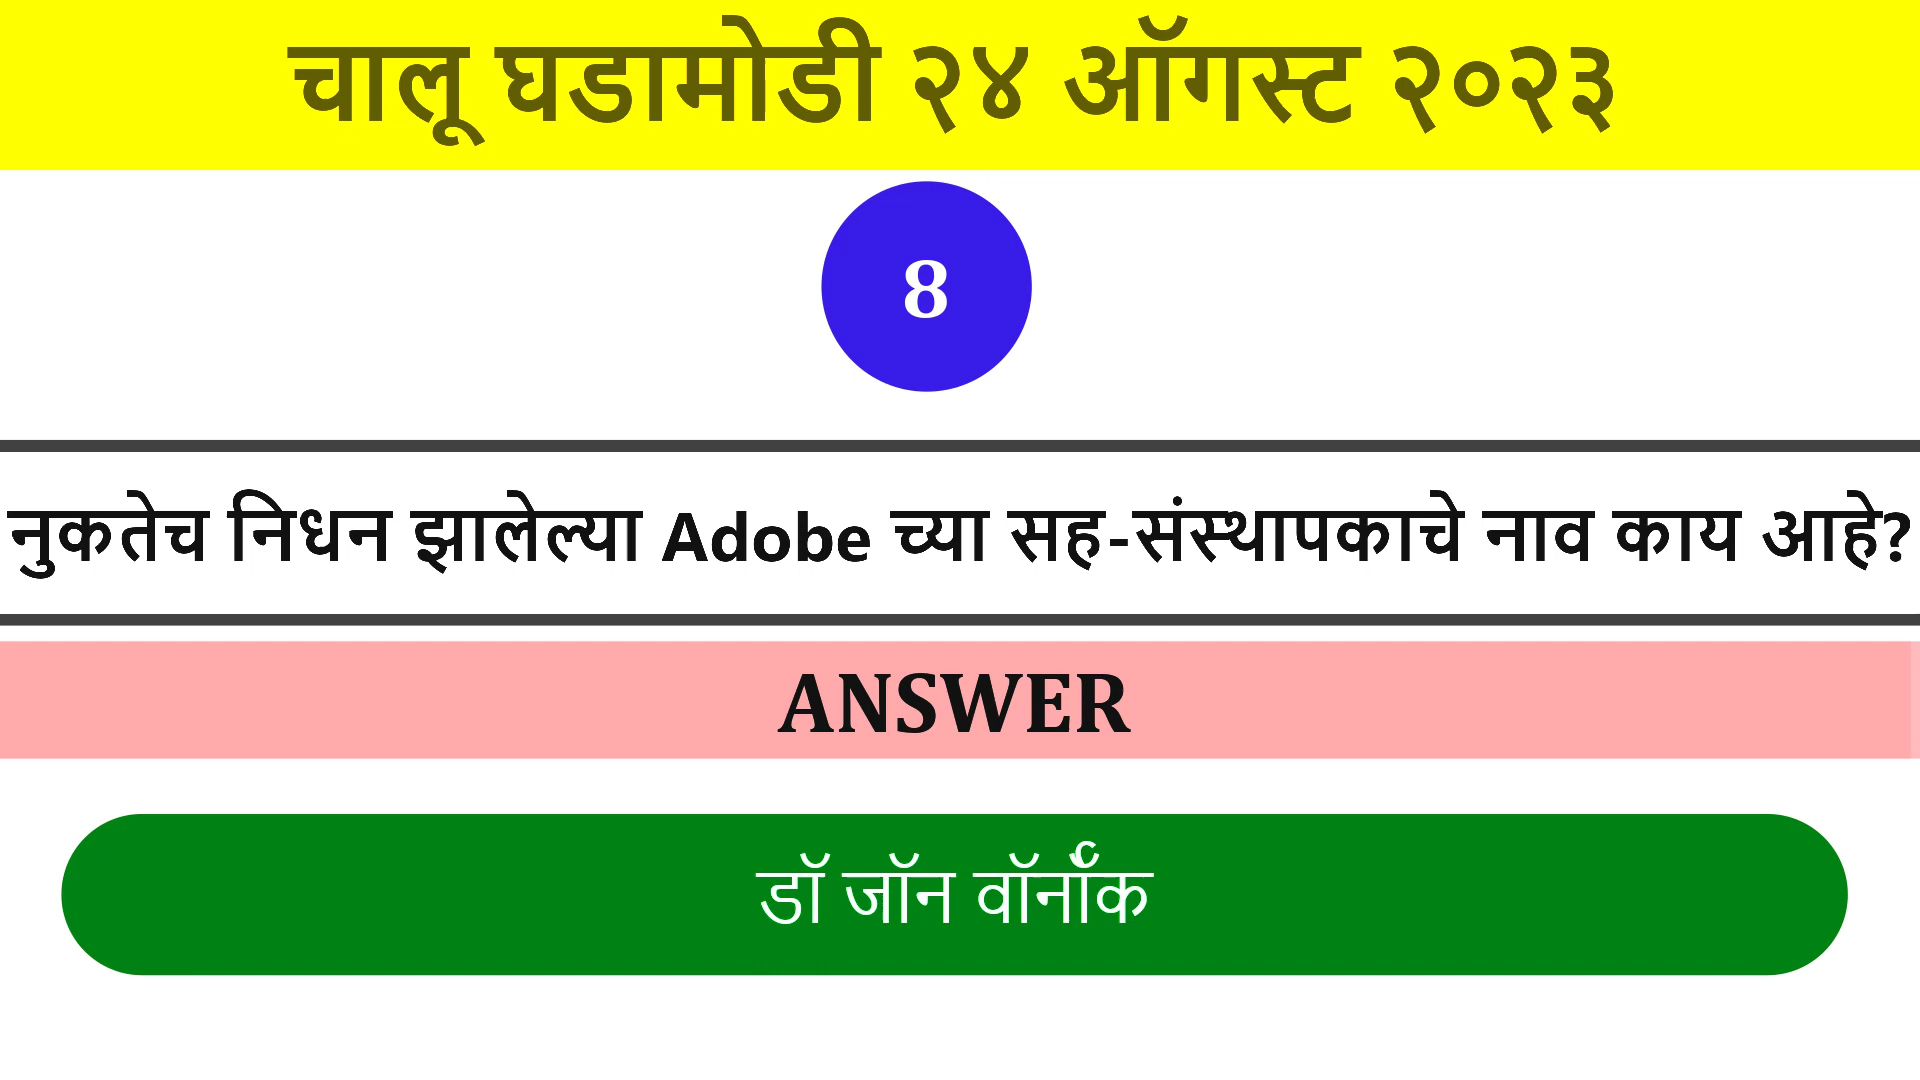 चालू घडामोडी २४ ऑगस्ट २०२३
8
नुकतेच निधन झालेल्या Adobe च्या सह-संस्थापकाचे नाव काय आहे?
ANSWER
डॉ जॉन वॉर्नॉक